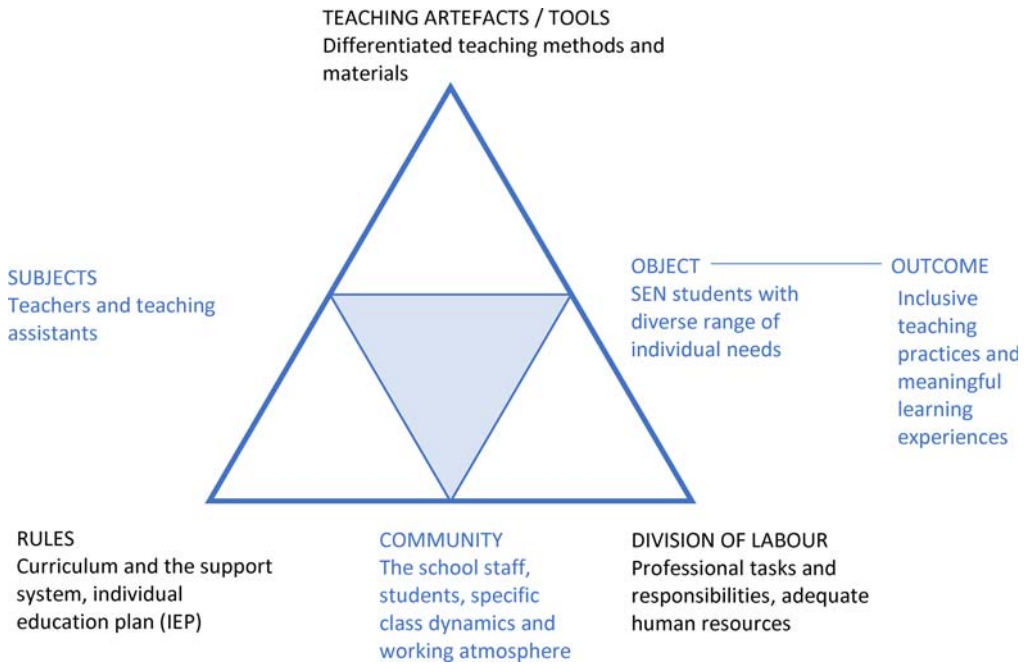 TEACHING ARTEFACTS / TOOLS
Differentiated teaching methods and
materials
SUBJECTS
Teachers and teaching
assistants
OBJECT
SEN students with
diverse range of
individual needs
OUTCOME
Inclusive
teaching
practices and
meaningful
learning
experiences
RULES
Curriculum and the support
system, individual
education plan (IEP)
COMMUNITY
The school staff,
students, specific
class dynamics and
working atmosphere
DIVISION OF LABOUR
Professional tasks and
responsibilities, adequate
human resources